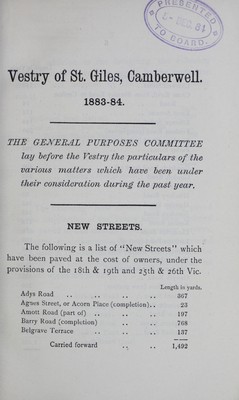 PRESENTED
TO BOARD.
Vestry of St. Giles, Camberwell.
1883-84.
THE GENERAL PURPOSES COMMITTEE
lay before the Vestry the particulars of the
various matters which have been under
their consideration during the past year.
NEW STREETS.
The following is a list of “New Streets” which
have been paved at the cost of owners, under the
provisions of the 18th & 19th and 25th & 26th Vic.
Length in yards.
Adys Road .. .. .. .. 367
Agnes Street, or Acorn Place (completion).. 23
Amott Road (part of) .. .. .. 197
Barry Road (completion) .. .. 768
Belgrave Terrace .. .. .. 137
Carried forward .. .. 1,492